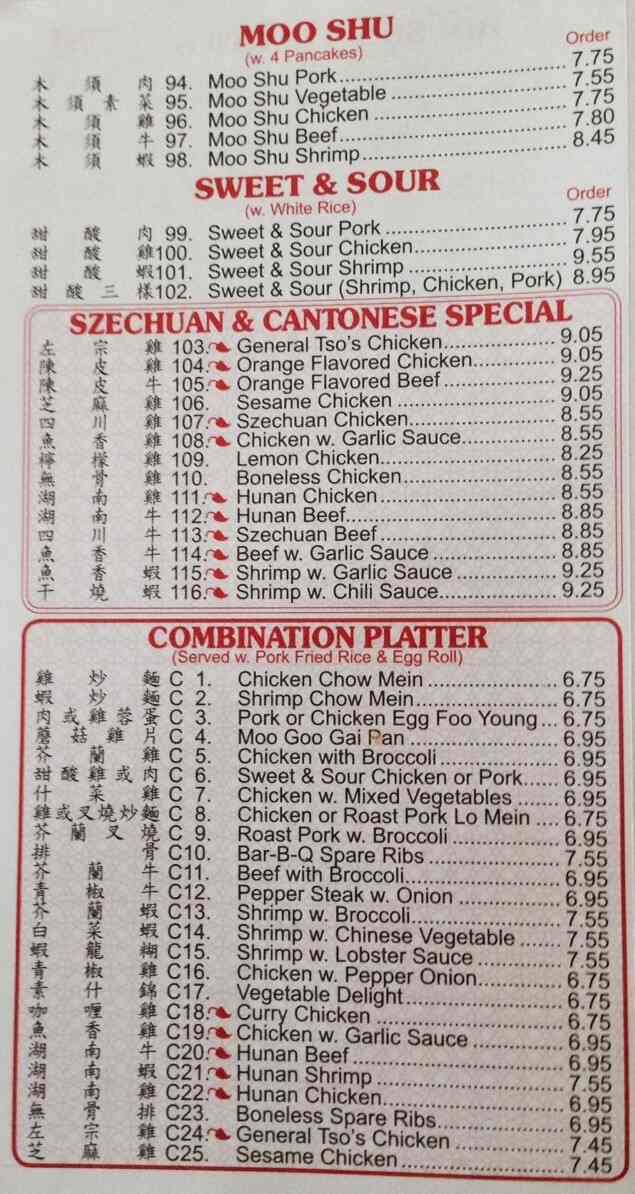 MOO SHU
(w. 4 Pancakes) Order
木須肉 94. Moo Shu Pork 7.75
木須素菜 95. Moo Shu Vegetable 7.55
木須雞 96. Moo Shu Chicken 7.75
木須牛 97. Moo Shu Beef 7.80
木須蝦 98. Moo Shu Shrimp 8.45
SWEET & SOUR
(w. White Rice) Order
甜酸肉 99. Sweet & Sour Pork 7.75
甜酸雞 100. Sweet & Sour Chicken 7.95
甜酸蝦 101. Sweet & Sour Shrimp 9.55
甜酸三樣 102. Sweet & Sour (Shrimp, Chicken, Pork) 8.95
SZECHUAN & CANTONESE SPECIAL
左宗雞 103. General Tso's Chicken 9.05
陳皮雞 104. Orange Flavored Chicken 9.05
陳皮牛 105. Orange Flavored Beef 9.25
芝麻雞 106. Sesame Chicken 9.05
四川雞 107. Szechuan Chicken 8.55
魚香雞 108. Chicken w. Garlic Sauce 8.55
檸檬雞 109. Lemon Chicken 8.25
無骨雞 110. Boneless Chicken 8.55
湖南雞 111. Hunan Chicken 8.55
湖南牛 112. Hunan Beef 8.85
四川牛 113. Szechuan Beef 8.85
魚香牛 114. Beef w. Garlic Sauce 8.85
魚香蝦 115. Shrimp w. Garlic Sauce 9.25
干燒蝦 116. Shrimp w. Chili Sauce 9.25
COMBINATION PLATTER
(Served w. Pork Fried Rice & Egg Roll)
雞炒麵 C 1. Chicken Chow Mein 6.75
蝦炒麵 C 2. Shrimp Chow Mein 6.75
肉或雞蓉蛋 C 3. Pork or Chicken Egg Foo Young 6.75
蘑菇雞片 C 4. Moo Goo Gai Pan 6.95
芥蘭雞 C 5. Chicken with Broccoli 6.95
甜酸雞或肉 C 6. Sweet & Sour Chicken or Pork 6.95
什菜雞 C 7. Chicken w. Mixed Vegetables 6.95
雞或叉燒炒麵 C 8. Chicken or Roast Pork Lo Mein 6.75
芥蘭叉燒 C 9. Roast Pork w. Broccoli 6.95
排骨 C10. Bar-B-Q Spare Ribs 7.55
芥蘭牛 C11. Beef with Broccoli 6.95
青椒牛 C12. Pepper Steak w. Onion 6.95
芥蘭蝦 C13. Shrimp w. Broccoli 7.55
白菜蝦 C14. Shrimp w. Chinese Vegetable 7.55
蝦龍糊 C15. Shrimp w. Lobster Sauce 7.55
青椒雞 C16. Chicken w. Pepper Onion 6.75
素什錦 C17. Vegetable Delight 6.75
咖喱雞 C18. Curry Chicken 6.75
魚香雞 C19. Chicken w. Garlic Sauce 6.95
湖南牛 C20. Hunan Beef 6.95
湖南蝦 C21. Hunan Shrimp 7.55
湖南雞 C22. Hunan Chicken 6.95
無骨排 C23. Boneless Spare Ribs 6.95
左宗雞 C24. General Tso's Chicken 7.45
芝麻雞 C25. Sesame Chicken 7.45